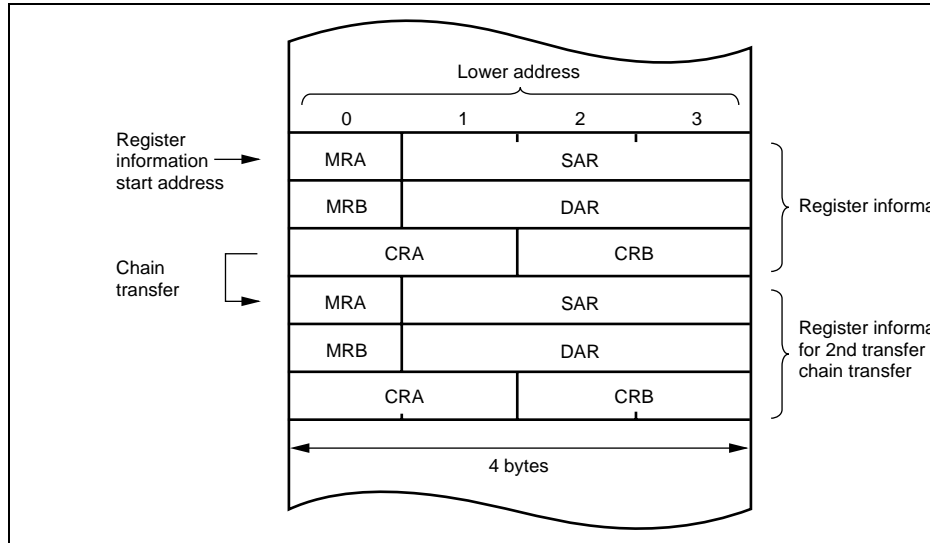 Lower address
0 1 2 3
Register
information
start address
MRA SAR
MRB DAR
Register
CRA CRB
Chain
transfer
MRA SAR
MRB DAR
Register
for 2nd transfer
chain transfer
CRA CRB
4 bytes